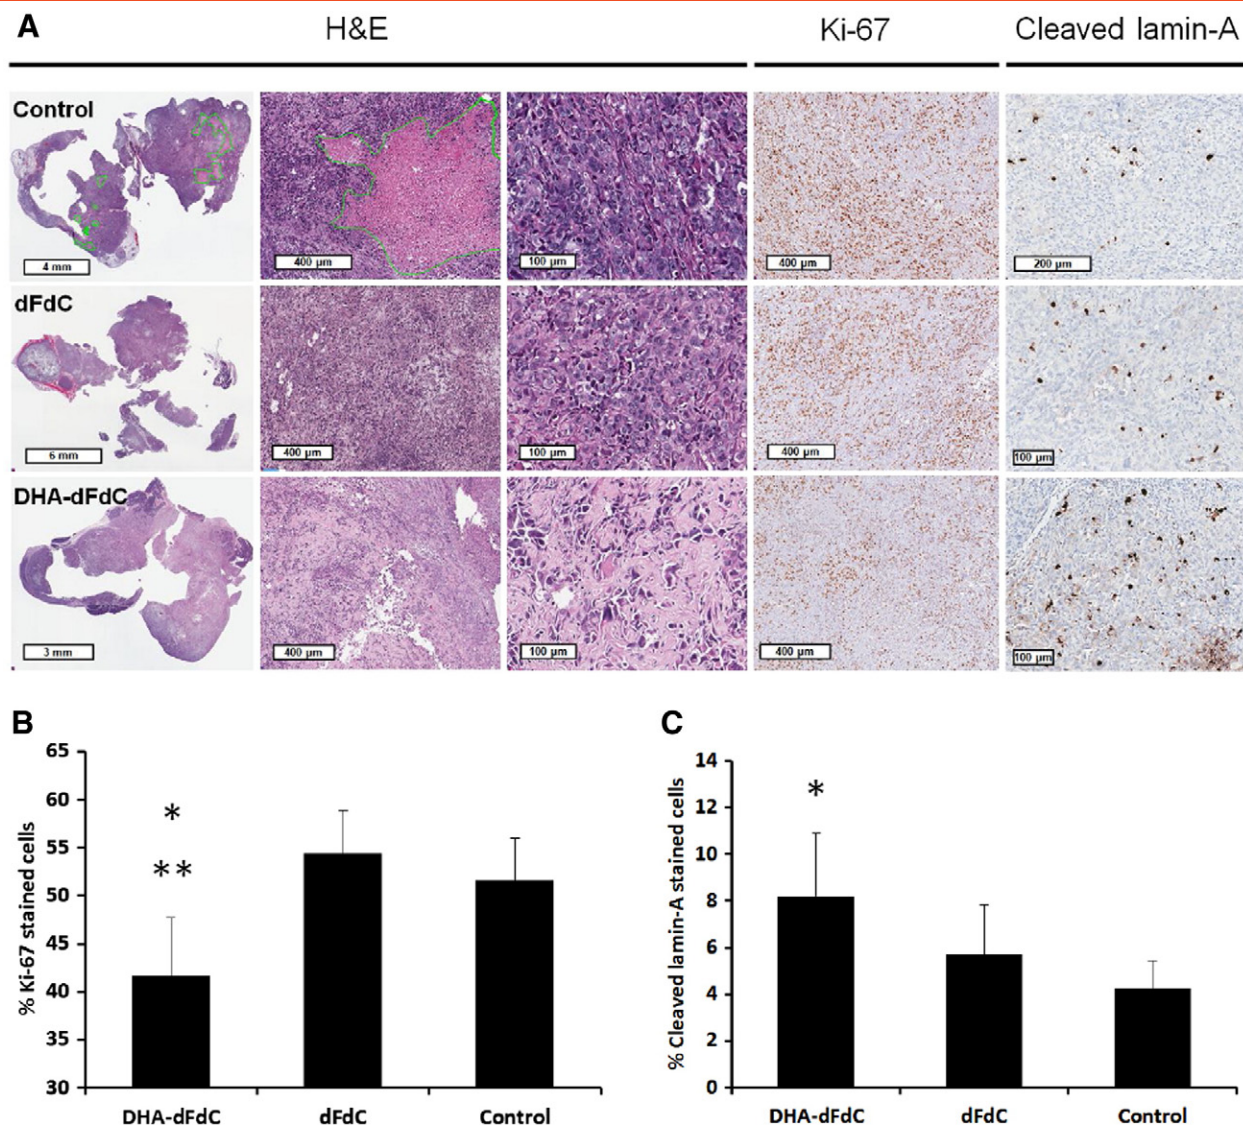 A
H&E
Ki-67
Cleaved lamin-A
Control
4 mm
400 µm
100 µm
400 µm
200 µm
dFdC
6 mm
400 µm
100 µm
400 µm
100 µm
DHA-dFdC
3 mm
400 µm
100 µm
400 µm
100 µm
B
% Ki-67 stained cells
65
60
55
50
45
40
35
30
*
**
DHA-dFdC
dFdC
Control
C
% Cleaved lamin-A stained cells
14
12
10
8
6
4
2
0
*
DHA-dFdC
dFdC
Control